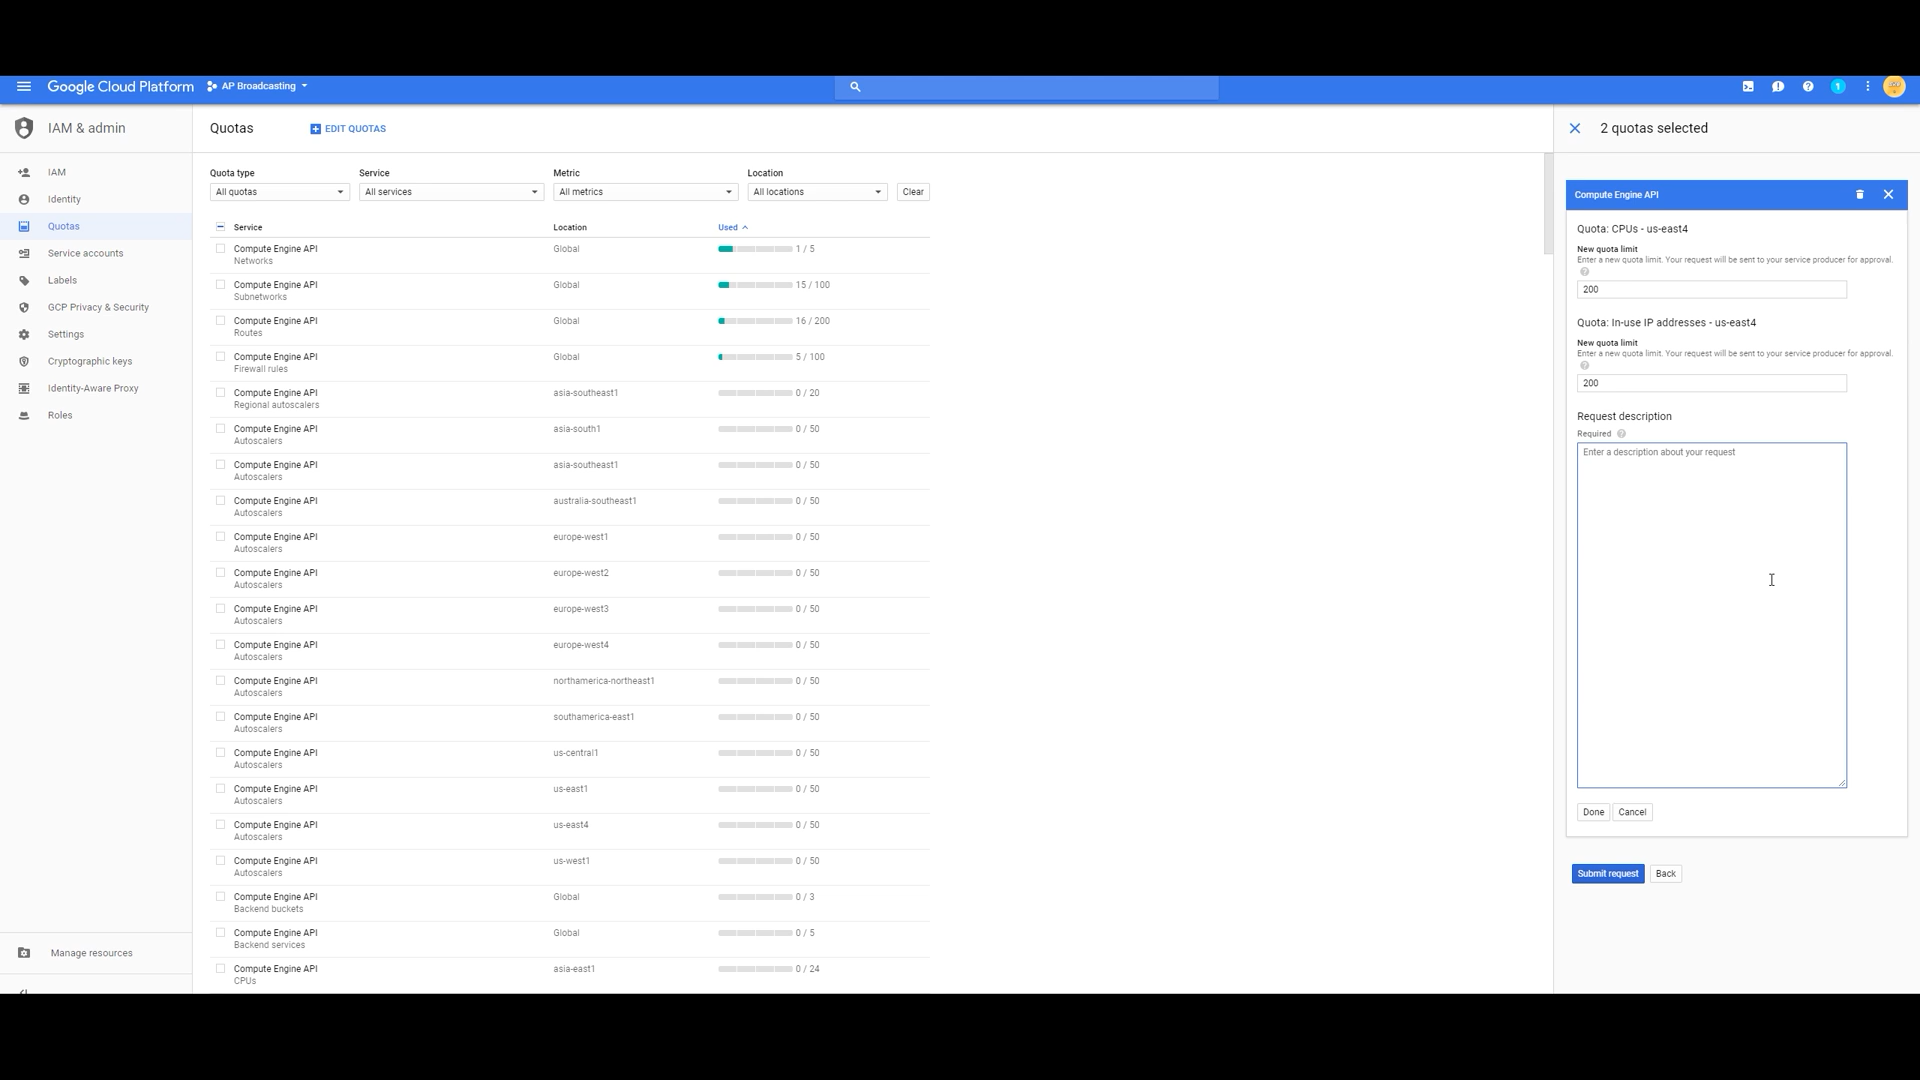 Google Cloud Platform
AP Broadcasting
1
IAM & admin
IAM
Identity
Quotas
Service accounts
Labels
GCP Privacy & Security
Settings
Cryptographic keys
Identity-Aware Proxy
Roles
Manage resources
Quotas
EDIT QUOTAS
Quota type Service Metric Location
All quotas All services All metrics All locations Clear
Service Location Used
Compute Engine API Global 1 / 5
Networks
Compute Engine API Global 15 / 100
Subnetworks
Compute Engine API Global 16 / 200
Routes
Compute Engine API Global 5 / 100
Firewall rules
Compute Engine API asia-southeast1 0 / 20
Regional autoscalers
Compute Engine API asia-south1 0 / 50
Autoscalers
Compute Engine API asia-southeast1 0 / 50
Autoscalers
Compute Engine API australia-southeast1 0 / 50
Autoscalers
Compute Engine API europe-west1 0 / 50
Autoscalers
Compute Engine API europe-west2 0 / 50
Autoscalers
Compute Engine API europe-west3 0 / 50
Autoscalers
Compute Engine API europe-west4 0 / 50
Autoscalers
Compute Engine API northamerica-northeast1 0 / 50
Autoscalers
Compute Engine API southamerica-east1 0 / 50
Autoscalers
Compute Engine API us-central1 0 / 50
Autoscalers
Compute Engine API us-east1 0 / 50
Autoscalers
Compute Engine API us-east4 0 / 50
Autoscalers
Compute Engine API us-west1 0 / 50
Autoscalers
Compute Engine API Global 0 / 3
Backend buckets
Compute Engine API Global 0 / 5
Backend services
Compute Engine API asia-east1 0 / 24
CPUs
2 quotas selected
Compute Engine API
Quota: CPUs - us-east4
New quota limit
Enter a new quota limit. Your request will be sent to your service producer for approval.
200
Quota: In-use IP addresses - us-east4
New quota limit
Enter a new quota limit. Your request will be sent to your service producer for approval.
200
Request description
Required
Enter a description about your request
Done Cancel
Submit request Back